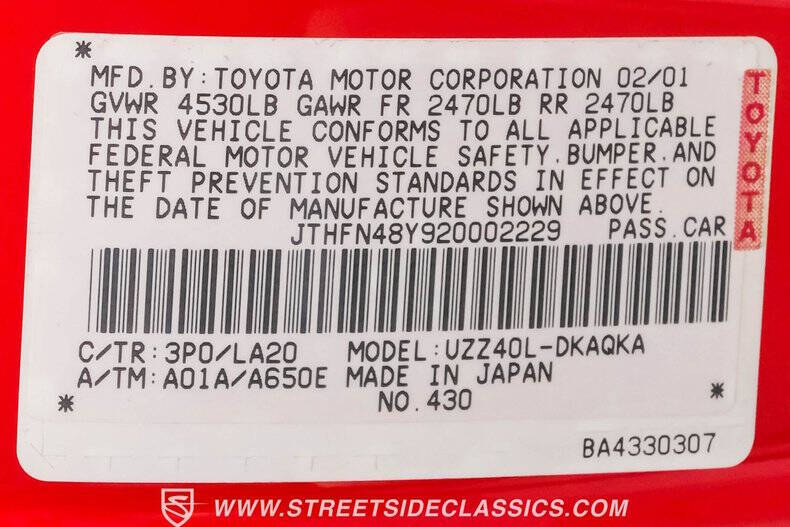 MFD. BY: TOYOTA MOTOR CORPORATION 02/01
GVWR 4530LB GAWR FR 2470LB RR 2470LB
THIS VEHICLE CONFORMS TO ALL APPLICABLE
FEDERAL MOTOR VEHICLE SAFETY. BUMPER. AND
THEFT PREVENTION STANDARDS IN EFFECT ON
THE DATE OF MANUFACTURE SHOWN ABOVE.
JTHFN48Y920002229 PASS. CAR
TOYOTA
C/TR: 3P0/LA20 MODEL: UZZ40L-DKAQKA
A/TM: A01A/A650E MADE IN JAPAN
NO. 430
BA4330307
WWW.STREETSIDECLASSICS.COM